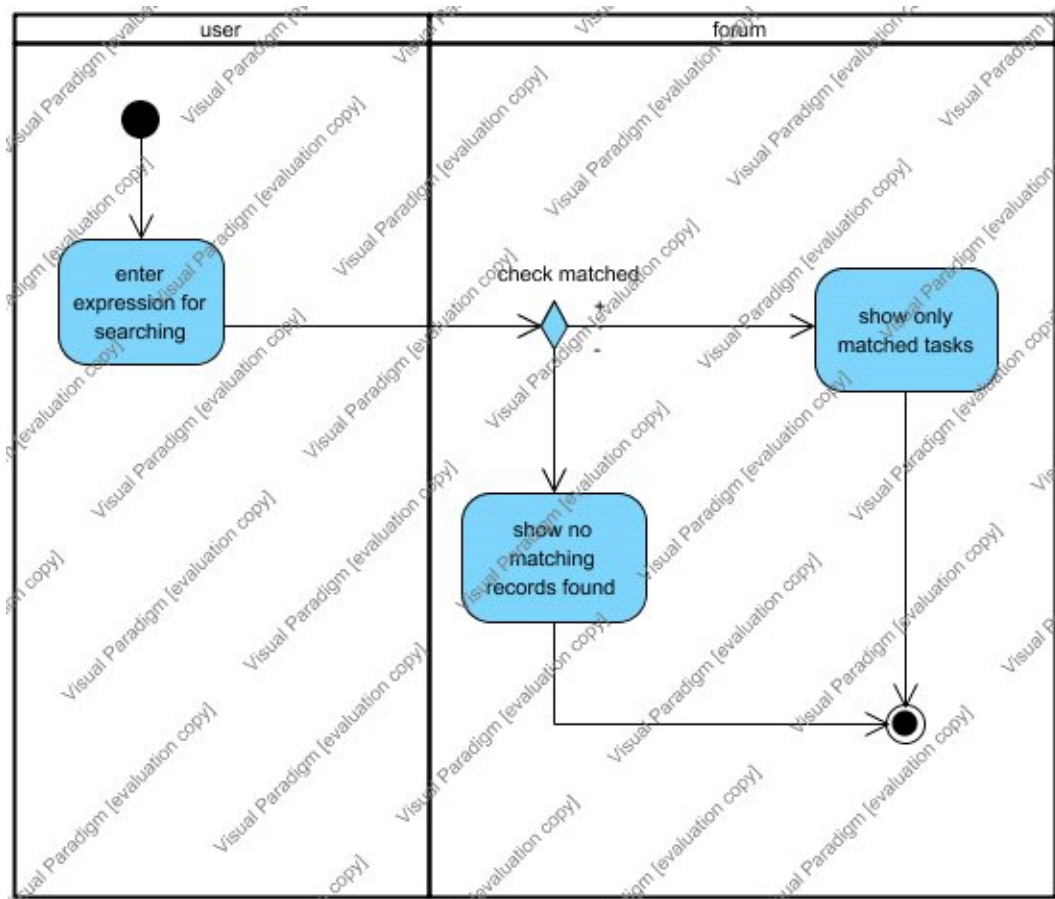 user
forum
enter
expression for
searching
check matched
+
-
show only
matched tasks
show no
matching
records found
Visual Paradigm [evaluation copy]